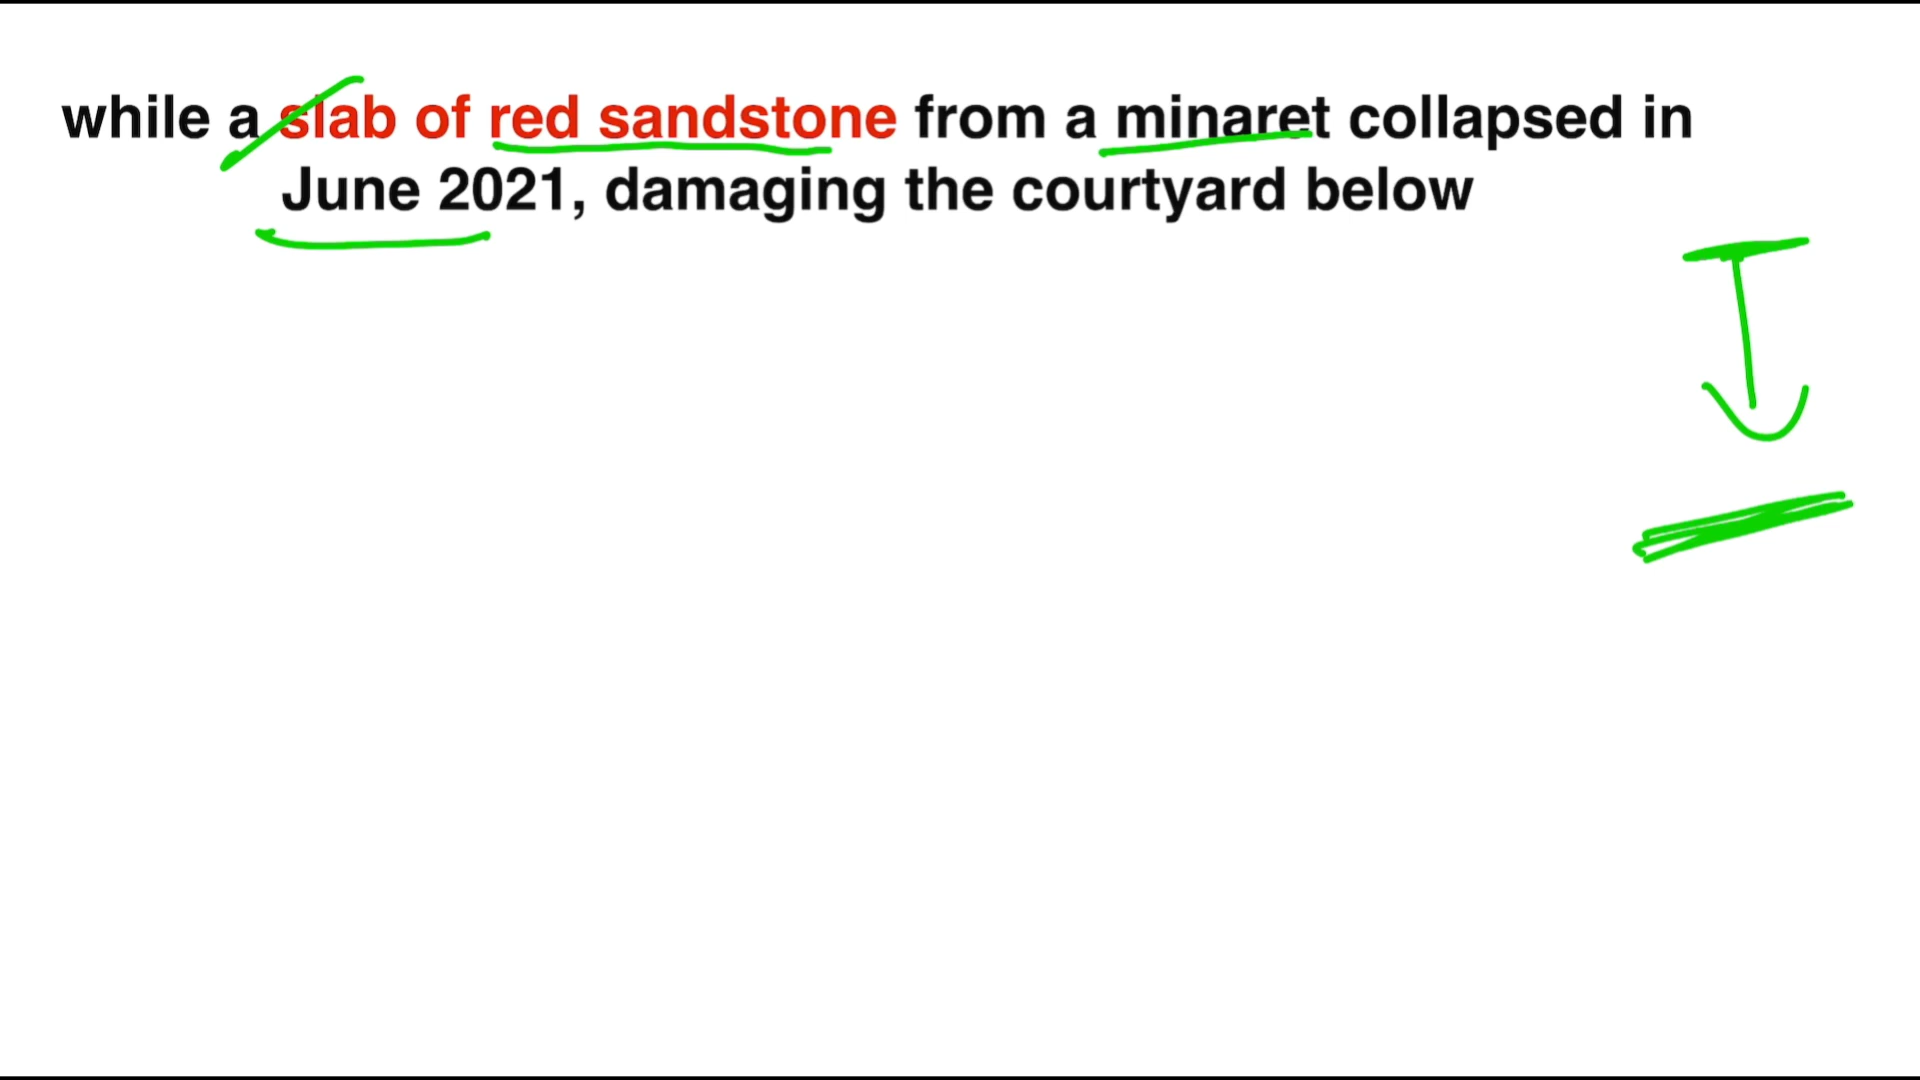 while a slab of red sandstone from a minaret collapsed in
June 2021, damaging the courtyard below